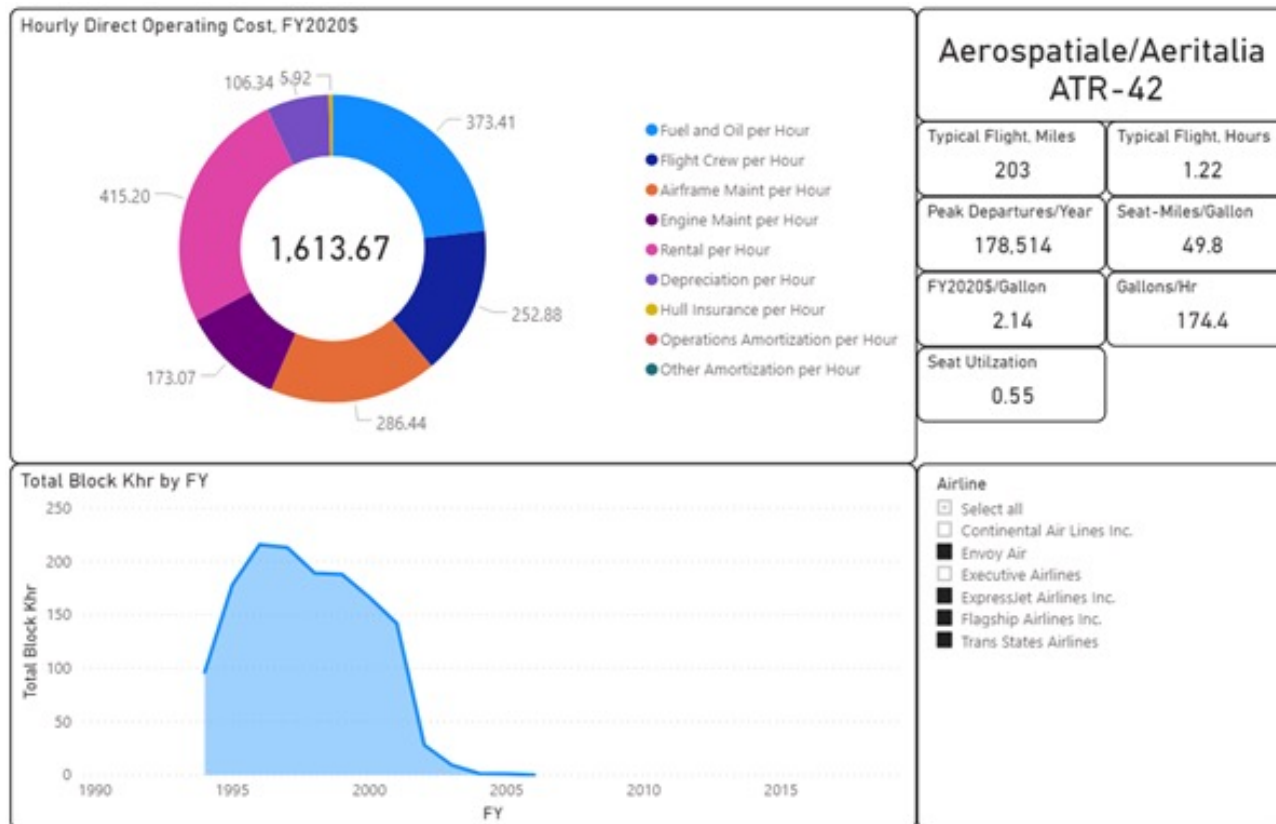 Hourly Direct Operating Cost, FY2020$
106.34
5.92
373.41
415.20
1,613.67
252.88
173.07
286.44
Fuel and Oil per Hour
Flight Crew per Hour
Airframe Maint per Hour
Engine Maint per Hour
Rental per Hour
Depreciation per Hour
Hull Insurance per Hour
Operations Amortization per Hour
Other Amortization per Hour
Aerospatiale/Aeritalia
ATR-42
Typical Flight, Miles
203
Typical Flight, Hours
1.22
Peak Departures/Year
178,514
Seat-Miles/Gallon
49.8
FY2020$/Gallon
2.14
Gallons/Hr
174.4
Seat Utilzation
0.55
Total Block Khr by FY
Total Block Khr
250
200
150
100
50
0
1990
1995
2000
2005
2010
2015
FY
Airline
Select all
Continental Air Lines Inc.
Envoy Air
Executive Airlines
ExpressJet Airlines Inc.
Flagship Airlines Inc.
Trans States Airlines